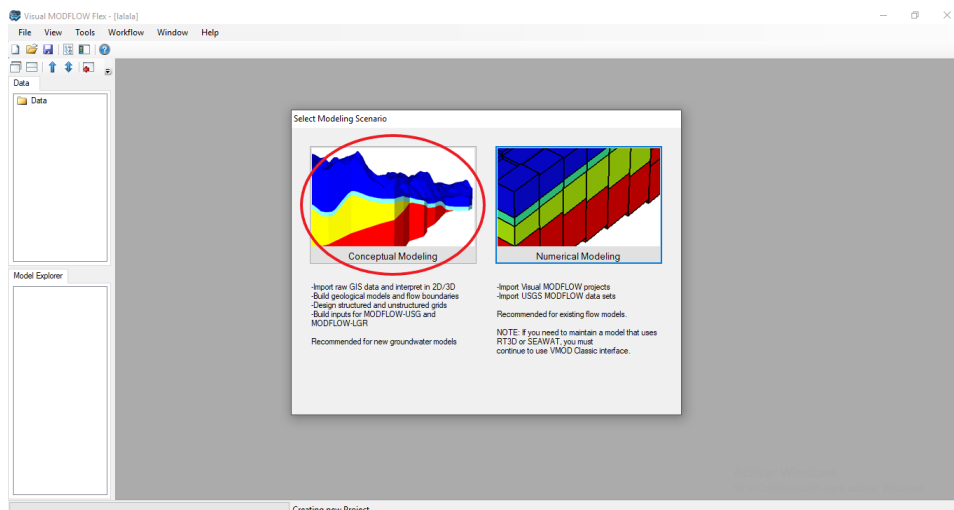 Visual MODFLOW Flex - [lalala]
File View Tools Workflow Window Help
Data
Data
Model Explorer
Select Modeling Scenario
Conceptual Modeling
-Import raw GIS data and interpret in 2D/3D
-Build geological models and flow boundaries
-Design structured and unstructured grids
-Build inputs for MODFLOW-USG and
MODFLOW-LGR
Recommended for new groundwater models
Numerical Modeling
-Import Visual MODFLOW projects
-Import USGS MODFLOW data sets
Recommended for existing flow models.
NOTE: If you need to maintain a model that uses
RT3D or SEAWAT, you must
continue to use VMOD Classic interface.
Creating new Project